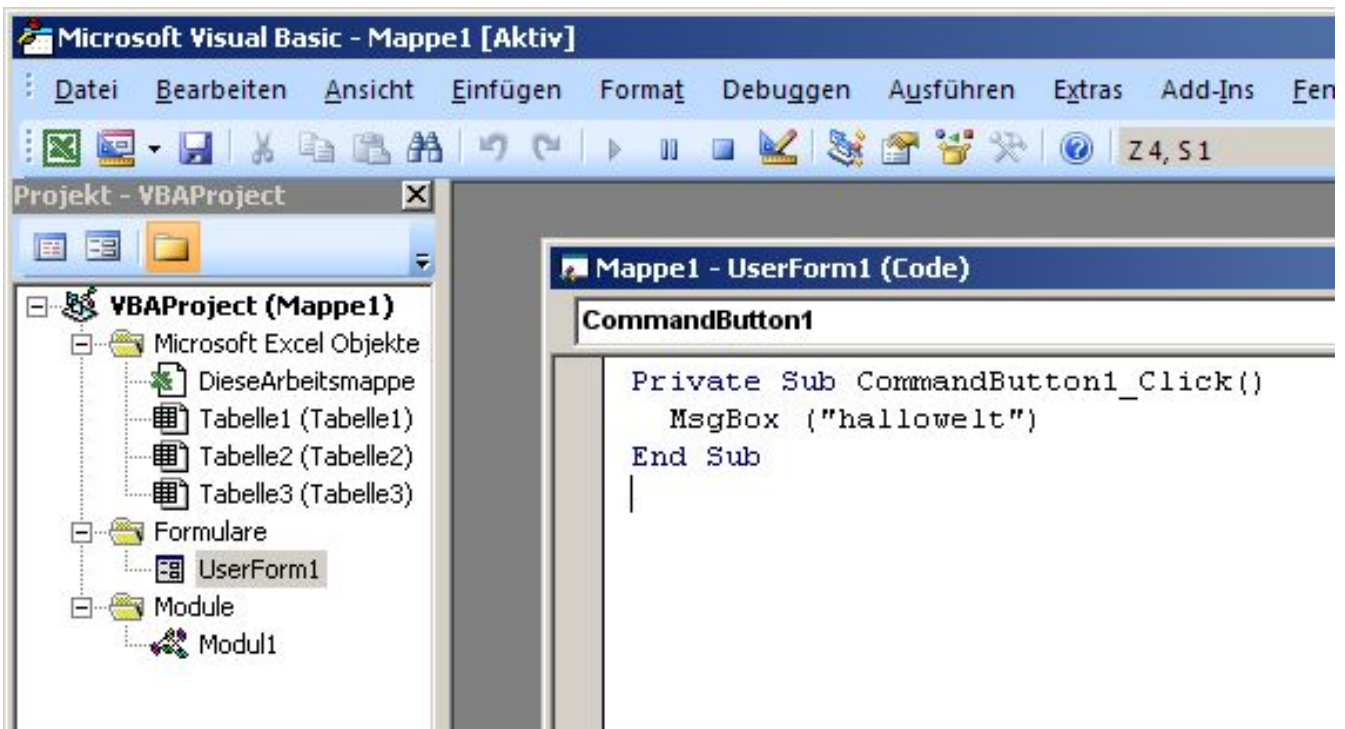 Microsoft Visual Basic - Mappe1 [Aktiv]
Datei Bearbeiten Ansicht Einfügen Format Debuggen Ausführen Extras Add-Ins Fen
Z 4, S 1
Projekt - VBAProject
VBAProject (Mappe1)
Microsoft Excel Objekte
DieseArbeitsmappe
Tabelle1 (Tabelle1)
Tabelle2 (Tabelle2)
Tabelle3 (Tabelle3)
Formulare
UserForm1
Module
Modul1
Mappe1 - UserForm1 (Code)
CommandButton1
Private Sub CommandButton1_Click()
MsgBox ("hallowelt")
End Sub